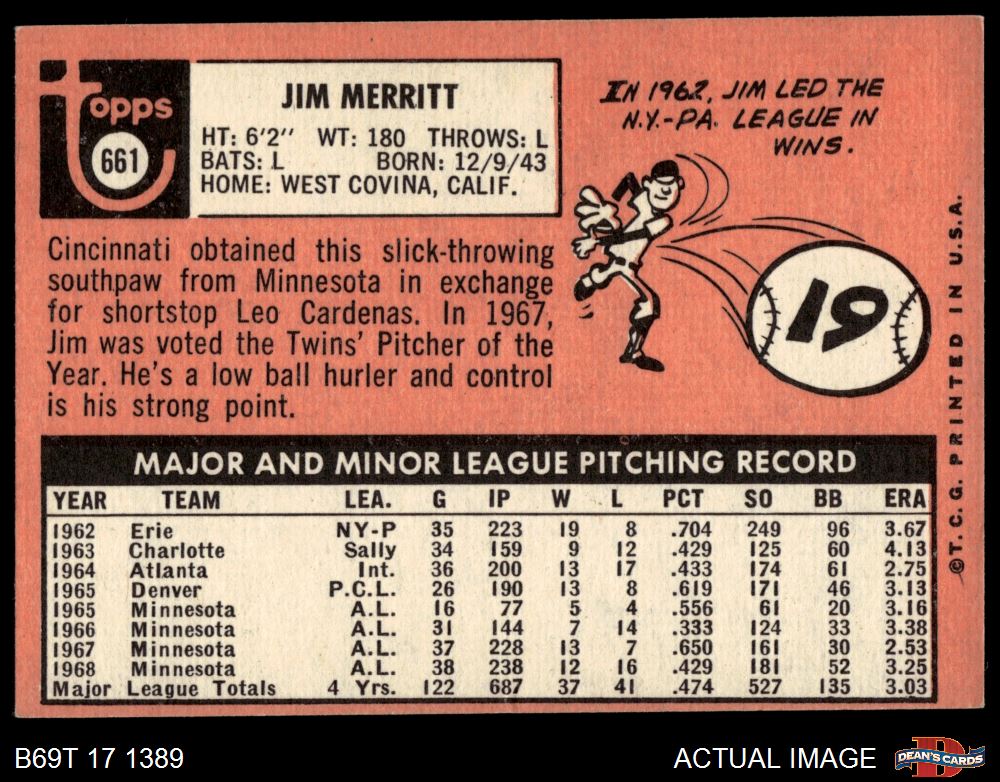 Topps
661
JIM MERRITT
HT: 6'2" WT: 180 THROWS: L
BATS: L BORN: 12/9/43
HOME: WEST COVINA, CALIF.
IN 1962, JIM LED THE
N.Y.-PA. LEAGUE IN
WINS.
19
Cincinnati obtained this slick-throwing
southpaw from Minnesota in exchange
for shortstop Leo Cardenas. In 1967,
Jim was voted the Twins' Pitcher of the
Year. He's a low ball hurler and control
is his strong point.
MAJOR AND MINOR LEAGUE PITCHING RECORD
YEAR TEAM LEA. G IP W L PCT SO BB ERA
1962 Erie NY-P 35 223 19 8 .704 249 96 3.67
1963 Charlotte Sally 34 159 9 12 .429 125 60 4.13
1964 Atlanta Int. 36 200 13 17 .433 174 61 2.75
1965 Denver P.C.L. 26 190 13 8 .619 171 46 3.13
1965 Minnesota A.L. 16 77 5 4 .556 61 20 3.16
1966 Minnesota A.L. 31 144 7 14 .333 124 33 3.38
1967 Minnesota A.L. 37 228 13 7 .650 161 30 2.53
1968 Minnesota A.L. 38 238 12 16 .429 181 52 3.25
Major League Totals 4 Yrs. 122 687 37 41 .474 527 135 3.03
©T.C.G. PRINTED IN U.S.A.
B69T 17 1389
ACTUAL IMAGE
D
DEAN'S CARDS